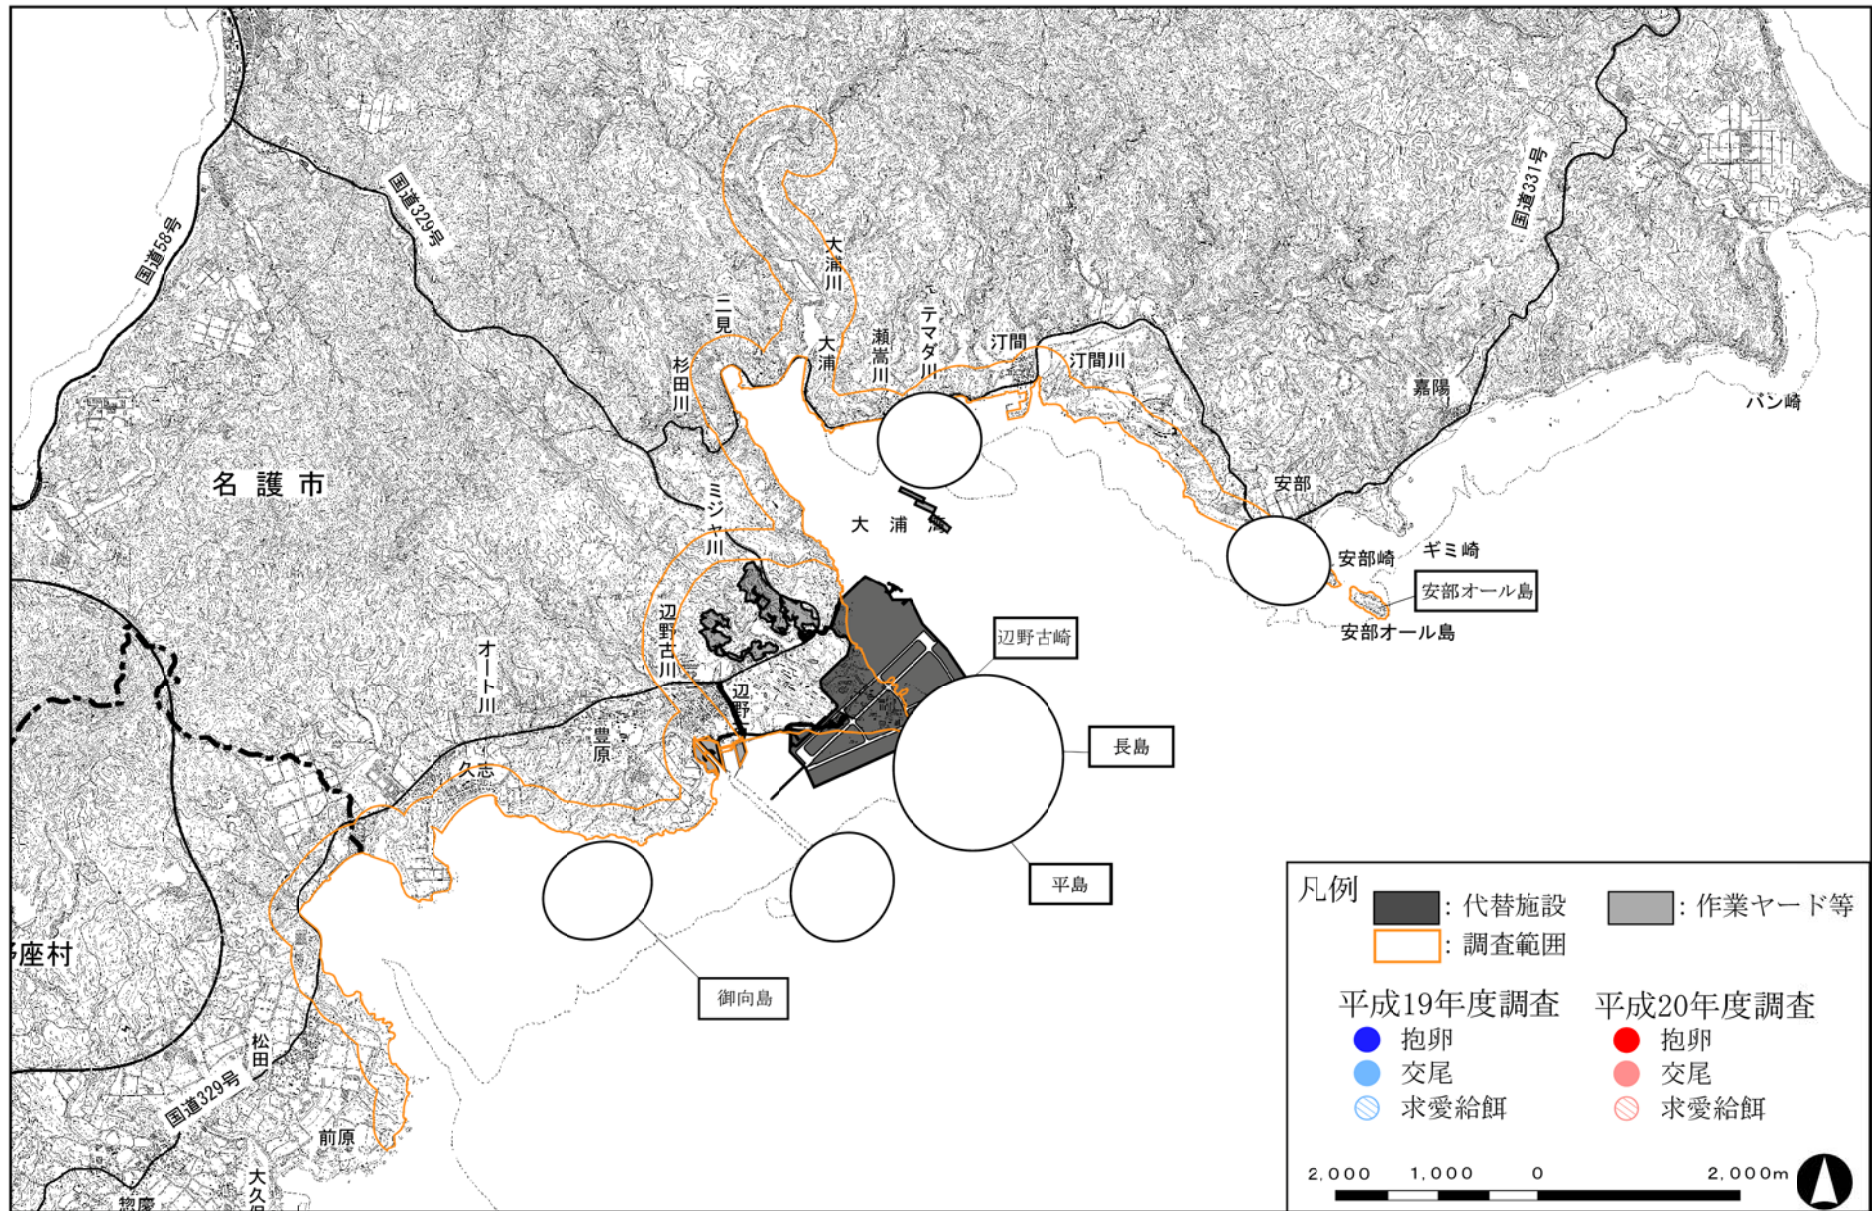 国道58号
国道329号
国道331号
大浦川
二見
大浦
瀬嵩川
テマダ川
汀間
汀間川
杉田川
嘉陽
バン崎
名護市
ミジャ川
安部
大浦湾
安部崎
ギミ崎
安部オール島
安部オール島
辺野古崎
辺野古川
オート川
辺野
豊原
久志
長島
平島
御向島
座村
松田
国道329号
前原
惣慶
大久保
凡例
: 代替施設
: 作業ヤード等
: 調査範囲
平成19年度調査
抱卵
交尾
求愛給餌
平成20年度調査
抱卵
交尾
求愛給餌
2,000 1,000 0 2,000m